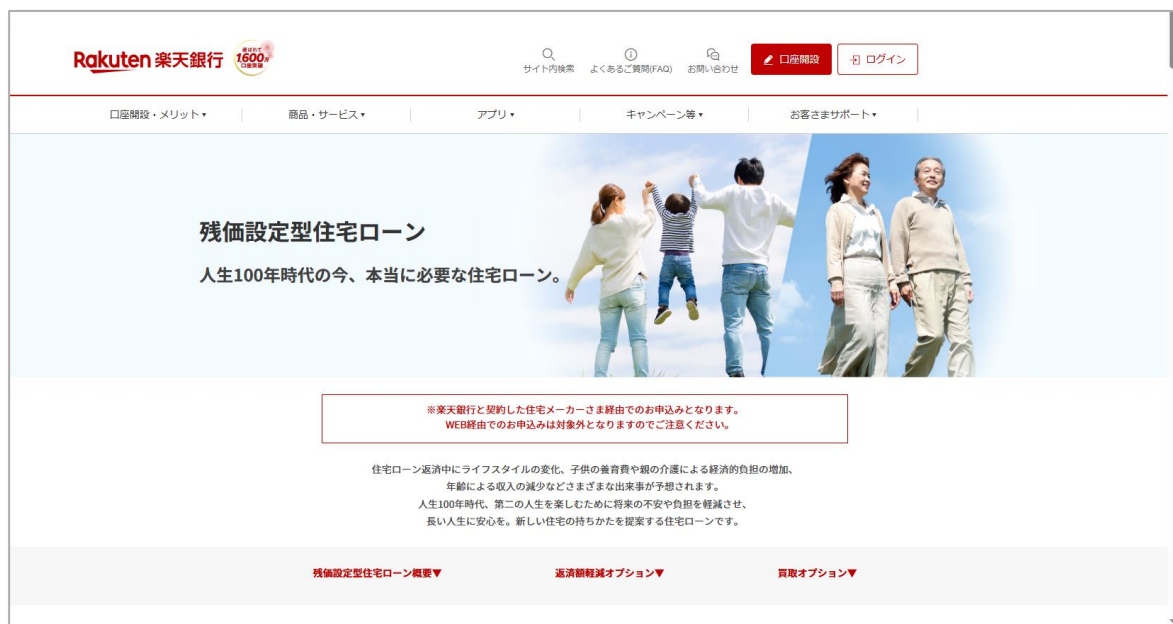 Rakuten 楽天銀行
選ばれて
1600万
口座突破
サイト内検索
よくあるご質問(FAQ)
お問い合わせ
口座開設
ログイン
口座開設・メリット▾
商品・サービス▾
アプリ▾
キャンペーン等▾
お客さまサポート▾
残価設定型住宅ローン
人生100年時代の今、本当に必要な住宅ローン。
※楽天銀行と契約した住宅メーカーさま経由でのお申込みとなります。
WEB経由でのお申込みは対象外となりますのでご注意ください。
住宅ローン返済中にライフスタイルの変化、子供の養育費や親の介護による経済的負担の増加、
年齢による収入の減少などさまざまな出来事が予想されます。
人生100年時代、第二の人生を楽しむために将来の不安や負担を軽減させ、
長い人生に安心を。新しい住宅の持ちかたを提案する住宅ローンです。
残価設定型住宅ローン概要▼
返済額軽減オプション▼
買取オプション▼